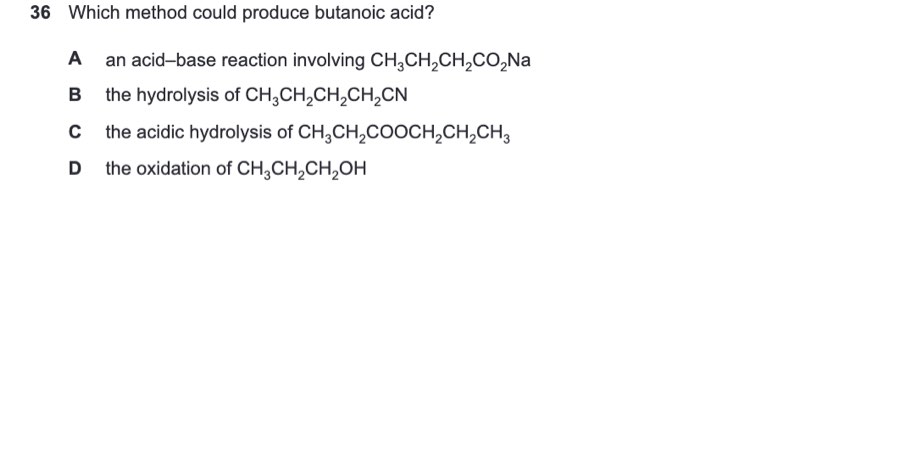 36 Which method could produce butanoic acid?
A an acid–base reaction involving CH₃CH₂CH₂CO₂Na
B the hydrolysis of CH₃CH₂CH₂CH₂CN
C the acidic hydrolysis of CH₃CH₂COOCH₂CH₂CH₃
D the oxidation of CH₃CH₂CH₂OH